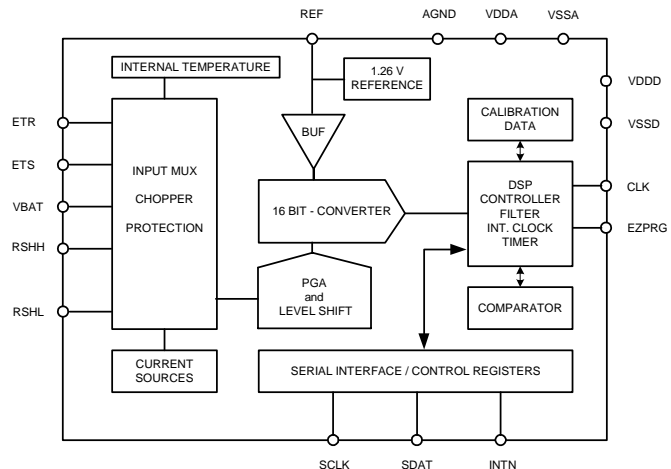 REF
AGND
VDDA
VSSA
INTERNAL TEMPERATURE
1.26 V
REFERENCE
VDDD
ETR
BUF
CALIBRATION
DATA
VSSD
ETS
INPUT MUX
CHOPPER
PROTECTION
16 BIT - CONVERTER
DSP
CONTROLLER
FILTER
INT. CLOCK
TIMER
CLK
VBAT
EZPRG
RSHH
PGA
and
LEVEL SHIFT
COMPARATOR
RSHL
CURRENT
SOURCES
SERIAL INTERFACE / CONTROL REGISTERS
SCLK
SDAT
INTN